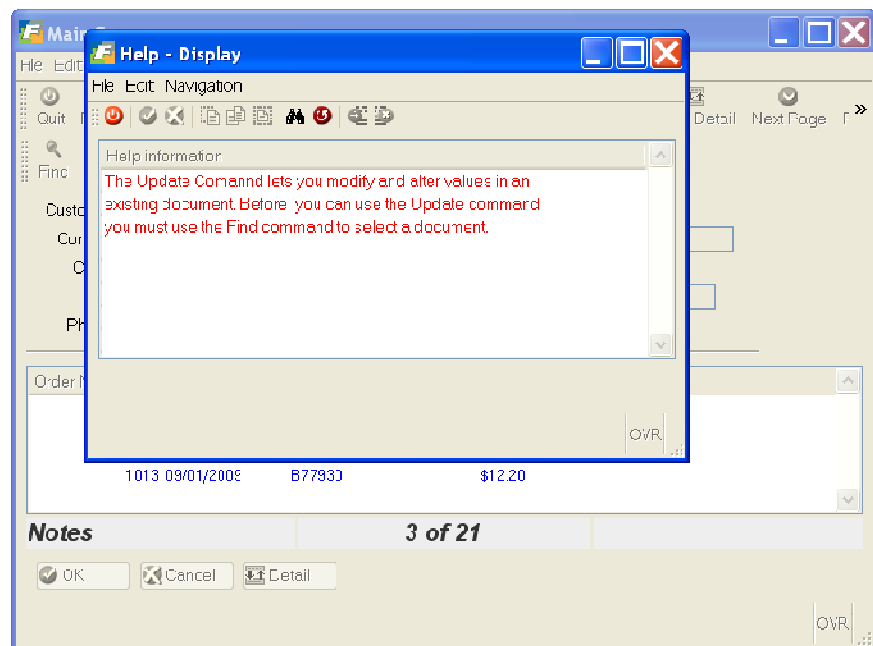 Main
Help - Display
File Edit
File Edit Navigation
Quit
Detail Next Page
»
Find
Help information
The Update Comannd lets you modify and alter values in an
existing document. Before you can use the Update command
you must use the Find command to select a document.
Custo
Cur
C
Ph
Order N
OVR
1013 09/01/2009 B77930 $12.20
Notes 3 of 21
OK Cancel Detail
OVR